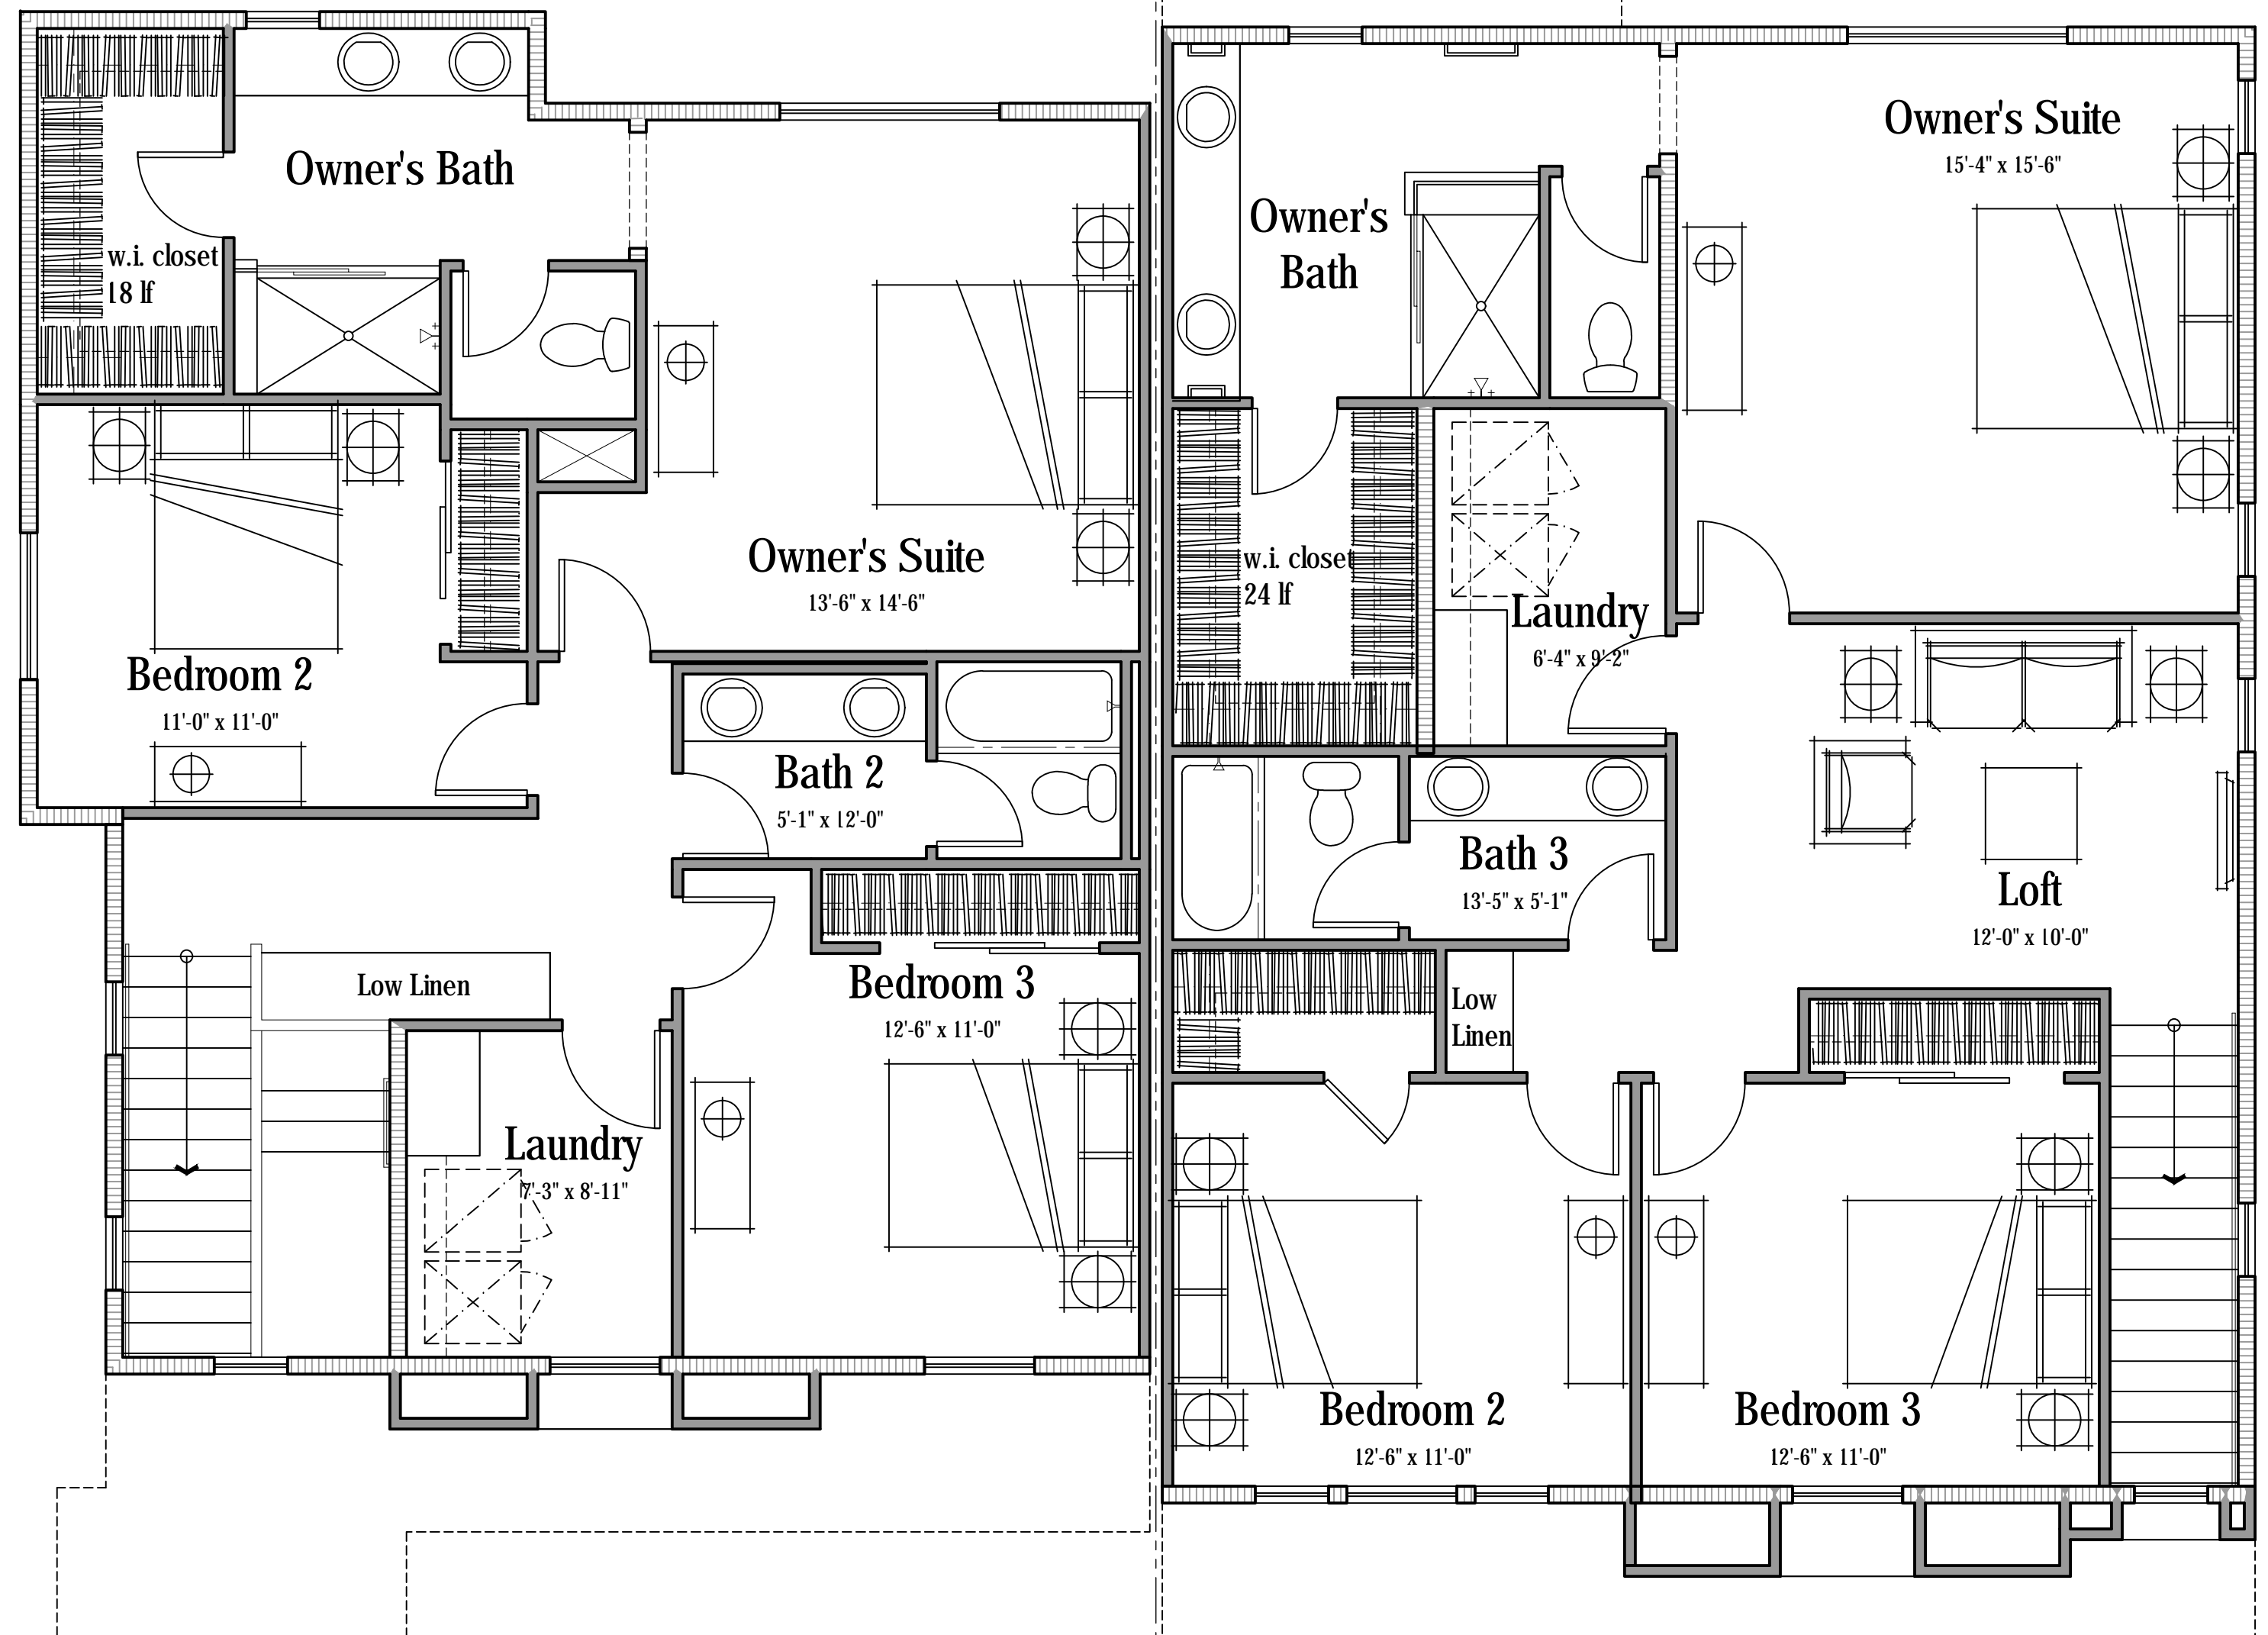 Owner's Bath
w.i. closet
18 lf
Owner's Suite
13'-6" x 14'-6"
Bedroom 2
11'-0" x 11'-0"
Bath 2
5'-1" x 12'-0"
Bedroom 3
12'-6" x 11'-0"
Low Linen
Laundry
7'-3" x 8'-11"
Owner's Suite
15'-4" x 15'-6"
Owner's
Bath
w.i. closet
24 lf
Laundry
6'-4" x 9'-2"
Bath 3
13'-5" x 5'-1"
Loft
12'-0" x 10'-0"
Low
Linen
Bedroom 2
12'-6" x 11'-0"
Bedroom 3
12'-6" x 11'-0"